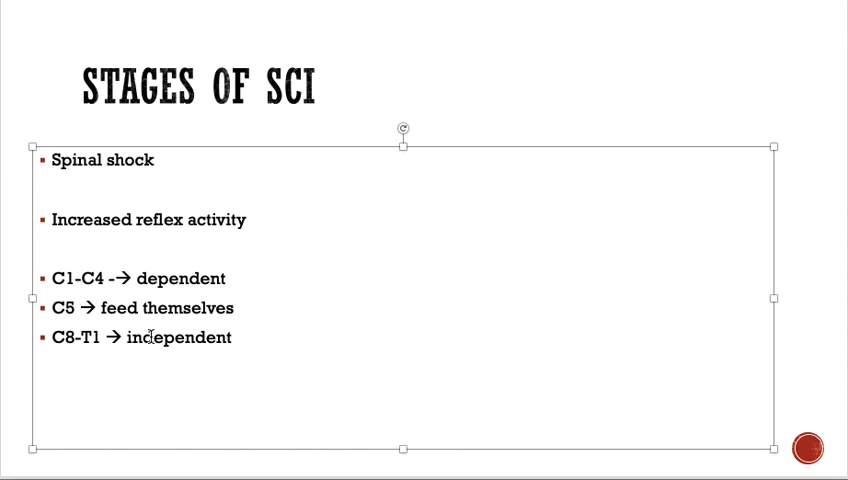 STAGES OF SCI
▪ Spinal shock
▪ Increased reflex activity
▪ C1-C4 -→ dependent
▪ C5 → feed themselves
▪ C8-T1 → independent